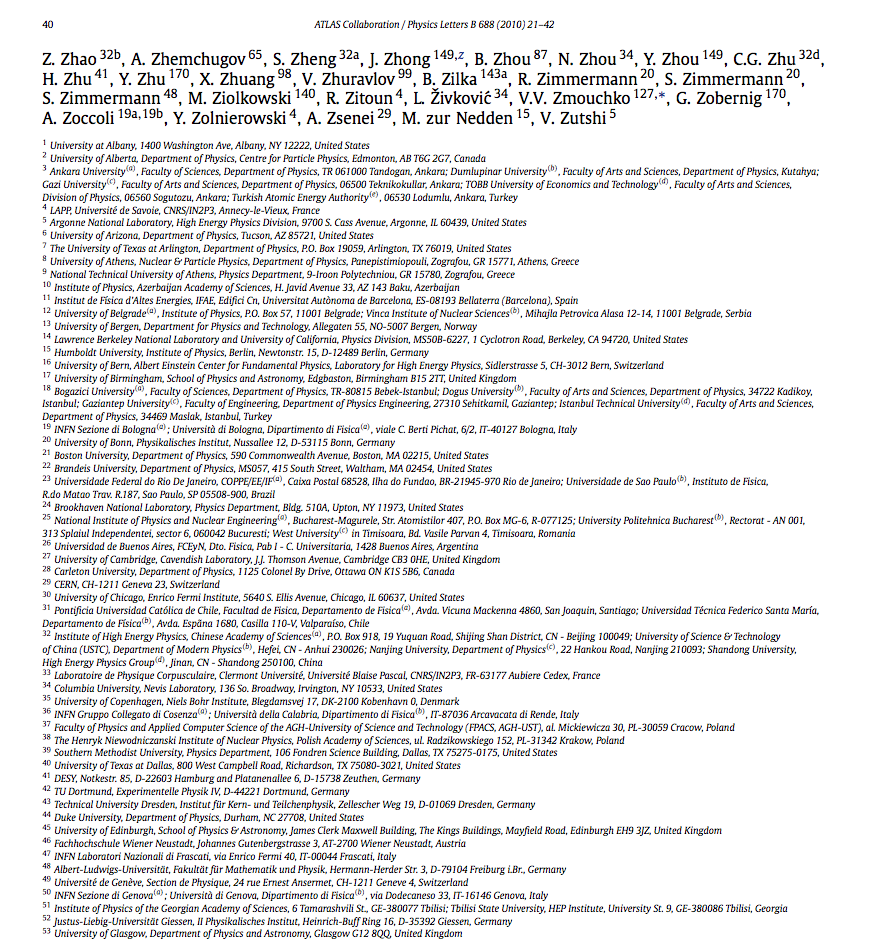 40
ATLAS Collaboration / Physics Letters B 688 (2010) 21–42
Z. Zhao 32b, A. Zhemchugov 65, S. Zheng 32a, J. Zhong 149,z, B. Zhou 87, N. Zhou 34, Y. Zhou 149, C.G. Zhu 32d,
H. Zhu 41, Y. Zhu 170, X. Zhuang 98, V. Zhuravlov 99, B. Zilka 143a, R. Zimmermann 20, S. Zimmermann 20,
S. Zimmermann 48, M. Ziolkowski 140, R. Zitoun 4, L. Živković 34, V.V. Zmouchko 127,*, G. Zobernig 170,
A. Zoccoli 19a,19b, Y. Zolnierowski 4, A. Zsenei 29, M. zur Nedden 15, V. Zutshi 5
1 University at Albany, 1400 Washington Ave, Albany, NY 12222, United States
2 University of Alberta, Department of Physics, Centre for Particle Physics, Edmonton, AB T6G 2G7, Canada
3 Ankara University(a), Faculty of Sciences, Department of Physics, TR 061000 Tandogan, Ankara; Dumlupinar University(b), Faculty of Arts and Sciences, Department of Physics, Kutahya;
Gazi University(c), Faculty of Arts and Sciences, Department of Physics, 06500 Teknikokullar, Ankara; TOBB University of Economics and Technology(d), Faculty of Arts and Sciences,
Division of Physics, 06560 Sogutozu, Ankara; Turkish Atomic Energy Authority(e), 06530 Lodumlu, Ankara, Turkey
4 LAPP, Université de Savoie, CNRS/IN2P3, Annecy-le-Vieux, France
5 Argonne National Laboratory, High Energy Physics Division, 9700 S. Cass Avenue, Argonne, IL 60439, United States
6 University of Arizona, Department of Physics, Tucson, AZ 85721, United States
7 The University of Texas at Arlington, Department of Physics, P.O. Box 19059, Arlington, TX 76019, United States
8 University of Athens, Nuclear & Particle Physics, Department of Physics, Panepistimiopouli, Zografou, GR 15771, Athens, Greece
9 National Technical University of Athens, Physics Department, 9-Iroon Polytechniou, GR 15780, Zografou, Greece
10 Institute of Physics, Azerbaijan Academy of Sciences, H. Javid Avenue 33, AZ 143 Baku, Azerbaijan
11 Institut de Física d'Altes Energies, IFAE, Edifici Cn, Universitat Autònoma de Barcelona, ES-08193 Bellaterra (Barcelona), Spain
12 University of Belgrade(a), Institute of Physics, P.O. Box 57, 11001 Belgrade; Vinca Institute of Nuclear Sciences(b), Mihajla Petrovica Alasa 12-14, 11001 Belgrade, Serbia
13 University of Bergen, Department for Physics and Technology, Allegaten 55, NO-5007 Bergen, Norway
14 Lawrence Berkeley National Laboratory and University of California, Physics Division, MS50B-6227, 1 Cyclotron Road, Berkeley, CA 94720, United States
15 Humboldt University, Institute of Physics, Berlin, Newtonstr. 15, D-12489 Berlin, Germany
16 University of Bern, Albert Einstein Center for Fundamental Physics, Laboratory for High Energy Physics, Sidlerstrasse 5, CH-3012 Bern, Switzerland
17 University of Birmingham, School of Physics and Astronomy, Edgbaston, Birmingham B15 2TT, United Kingdom
18 Bogazici University(a), Faculty of Sciences, Department of Physics, TR-80815 Bebek-Istanbul; Dogus University(b), Faculty of Arts and Sciences, Department of Physics, 34722 Kadikoy,
Istanbul; Gaziantep University(c), Faculty of Engineering, Department of Physics Engineering, 27310 Sehitkamil, Gaziantep; Istanbul Technical University(d), Faculty of Arts and Sciences,
Department of Physics, 34469 Maslak, Istanbul, Turkey
19 INFN Sezione di Bologna(a); Università di Bologna, Dipartimento di Fisica(b), viale C. Berti Pichat, 6/2, IT-40127 Bologna, Italy
20 University of Bonn, Physikalisches Institut, Nussallee 12, D-53115 Bonn, Germany
21 Boston University, Department of Physics, 590 Commonwealth Avenue, Boston, MA 02215, United States
22 Brandeis University, Department of Physics, MS057, 415 South Street, Waltham, MA 02454, United States
23 Universidade Federal do Rio De Janeiro, COPPE/EE/IF(a), Caixa Postal 68528, Ilha do Fundao, BR-21945-970 Rio de Janeiro; Universidade de Sao Paulo(b), Instituto de Fisica,
R.do Matao Trav. R.187, Sao Paulo, SP 05508-900, Brazil
24 Brookhaven National Laboratory, Physics Department, Bldg. 510A, Upton, NY 11973, United States
25 National Institute of Physics and Nuclear Engineering(a), Bucharest-Magurele, Str. Atomistilor 407, P.O. Box MG-6, R-077125; University Politehnica Bucharest(b), Rectorat - AN 001,
313 Splaiul Independentei, sector 6, 060042 Bucuresti; West University(c) in Timisoara, Bd. Vasile Parvan 4, Timisoara, Romania
26 Universidad de Buenos Aires, FCEyN, Dto. Fisica, Pab I - C. Universitaria, 1428 Buenos Aires, Argentina
27 University of Cambridge, Cavendish Laboratory, J.J. Thomson Avenue, Cambridge CB3 0HE, United Kingdom
28 Carleton University, Department of Physics, 1125 Colonel By Drive, Ottawa ON K1S 5B6, Canada
29 CERN, CH-1211 Geneva 23, Switzerland
30 University of Chicago, Enrico Fermi Institute, 5640 S. Ellis Avenue, Chicago, IL 60637, United States
31 Pontificia Universidad Católica de Chile, Facultad de Fisica, Departamento de Fisica(a), Avda. Vicuna Mackenna 4860, San Joaquin, Santiago; Universidad Técnica Federico Santa María,
Departamento de Física(b), Avda. Espãna 1680, Casilla 110-V, Valparaíso, Chile
32 Institute of High Energy Physics, Chinese Academy of Sciences(a), P.O. Box 918, 19 Yuquan Road, Shijing Shan District, CN - Beijing 100049; University of Science & Technology
of China (USTC), Department of Modern Physics(b), Hefei, CN - Anhui 230026; Nanjing University, Department of Physics(c), 22 Hankou Road, Nanjing 210093; Shandong University,
High Energy Physics Group(d), Jinan, CN - Shandong 250100, China
33 Laboratoire de Physique Corpusculaire, Clermont Université, Université Blaise Pascal, CNRS/IN2P3, FR-63177 Aubiere Cedex, France
34 Columbia University, Nevis Laboratory, 136 So. Broadway, Irvington, NY 10533, United States
35 University of Copenhagen, Niels Bohr Institute, Blegdamsvej 17, DK-2100 Kobenhavn 0, Denmark
36 INFN Gruppo Collegato di Cosenza(a); Università della Calabria, Dipartimento di Fisica(b), IT-87036 Arcavacata di Rende, Italy
37 Faculty of Physics and Applied Computer Science of the AGH-University of Science and Technology (FPACS, AGH-UST), al. Mickiewicza 30, PL-30059 Cracow, Poland
38 The Henryk Niewodniczanski Institute of Nuclear Physics, Polish Academy of Sciences, ul. Radzikowskiego 152, PL-31342 Krakow, Poland
39 Southern Methodist University, Physics Department, 106 Fondren Science Building, Dallas, TX 75275-0175, United States
40 University of Texas at Dallas, 800 West Campbell Road, Richardson, TX 75080-3021, United States
41 DESY, Notkestr. 85, D-22603 Hamburg and Platanenallee 6, D-15738 Zeuthen, Germany
42 TU Dortmund, Experimentelle Physik IV, D-44221 Dortmund, Germany
43 Technical University Dresden, Institut für Kern- und Teilchenphysik, Zellescher Weg 19, D-01069 Dresden, Germany
44 Duke University, Department of Physics, Durham, NC 27708, United States
45 University of Edinburgh, School of Physics & Astronomy, James Clerk Maxwell Building, The Kings Buildings, Mayfield Road, Edinburgh EH9 3JZ, United Kingdom
46 Fachhochschule Wiener Neustadt, Johannes Gutenbergstrasse 3, AT-2700 Wiener Neustadt, Austria
47 INFN Laboratori Nazionali di Frascati, via Enrico Fermi 40, IT-00044 Frascati, Italy
48 Albert-Ludwigs-Universität, Fakultät für Mathematik und Physik, Hermann-Herder Str. 3, D-79104 Freiburg i.Br., Germany
49 Université de Genève, Section de Physique, 24 rue Ernest Ansermet, CH-1211 Geneve 4, Switzerland
50 INFN Sezione di Genova(a); Università di Genova, Dipartimento di Fisica(b), via Dodecaneso 33, IT-16146 Genova, Italy
51 Institute of Physics of the Georgian Academy of Sciences, 6 Tamarashvili St., GE-380077 Tbilisi; Tbilisi State University, HEP Institute, University St. 9, GE-380086 Tbilisi, Georgia
52 Justus-Liebig-Universität Giessen, II Physikalisches Institut, Heinrich-Buff Ring 16, D-35392 Giessen, Germany
53 University of Glasgow, Department of Physics and Astronomy, Glasgow G12 8QQ, United Kingdom